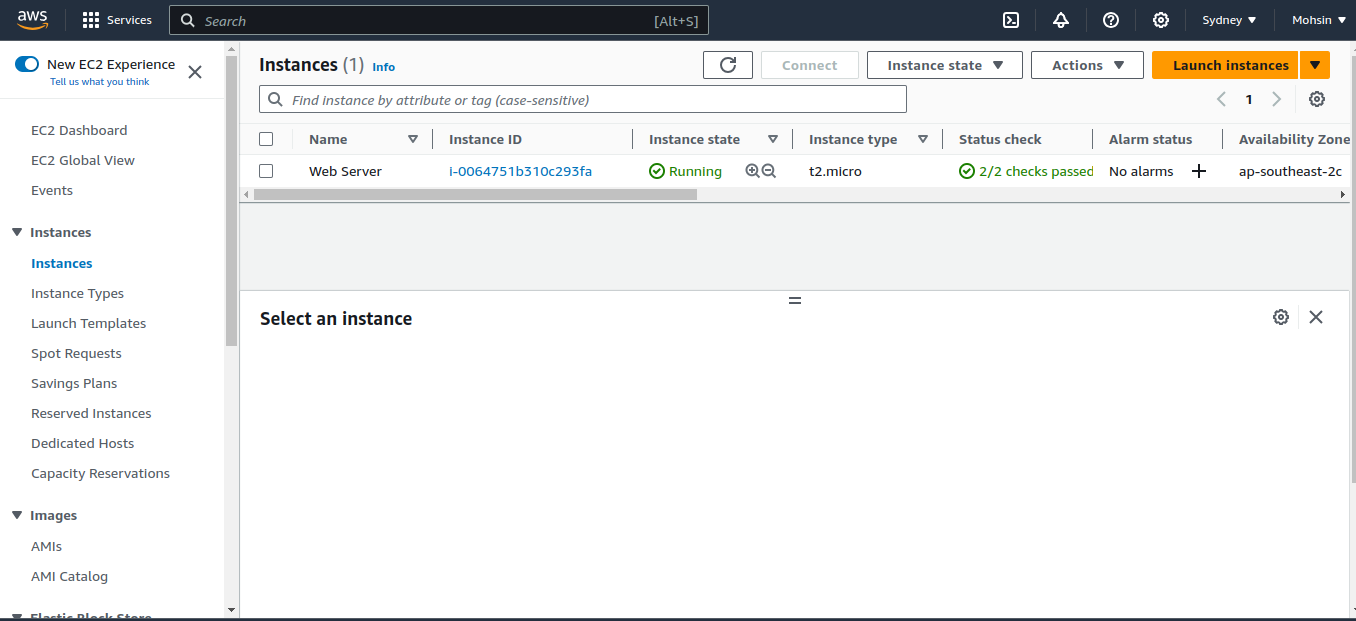 aws Services Search [Alt+S] Sydney Mohsin
New EC2 Experience
Tell us what you think
EC2 Dashboard
EC2 Global View
Events
Instances
Instances
Instance Types
Launch Templates
Spot Requests
Savings Plans
Reserved Instances
Dedicated Hosts
Capacity Reservations
Images
AMIs
AMI Catalog
Elastic Block Store
Instances (1) Info Connect Instance state Actions Launch instances
Find instance by attribute or tag (case-sensitive) 1
Name Instance ID Instance state Instance type Status check Alarm status Availability Zone
Web Server i-0064751b310c293fa Running t2.micro 2/2 checks passed No alarms ap-southeast-2c
Select an instance